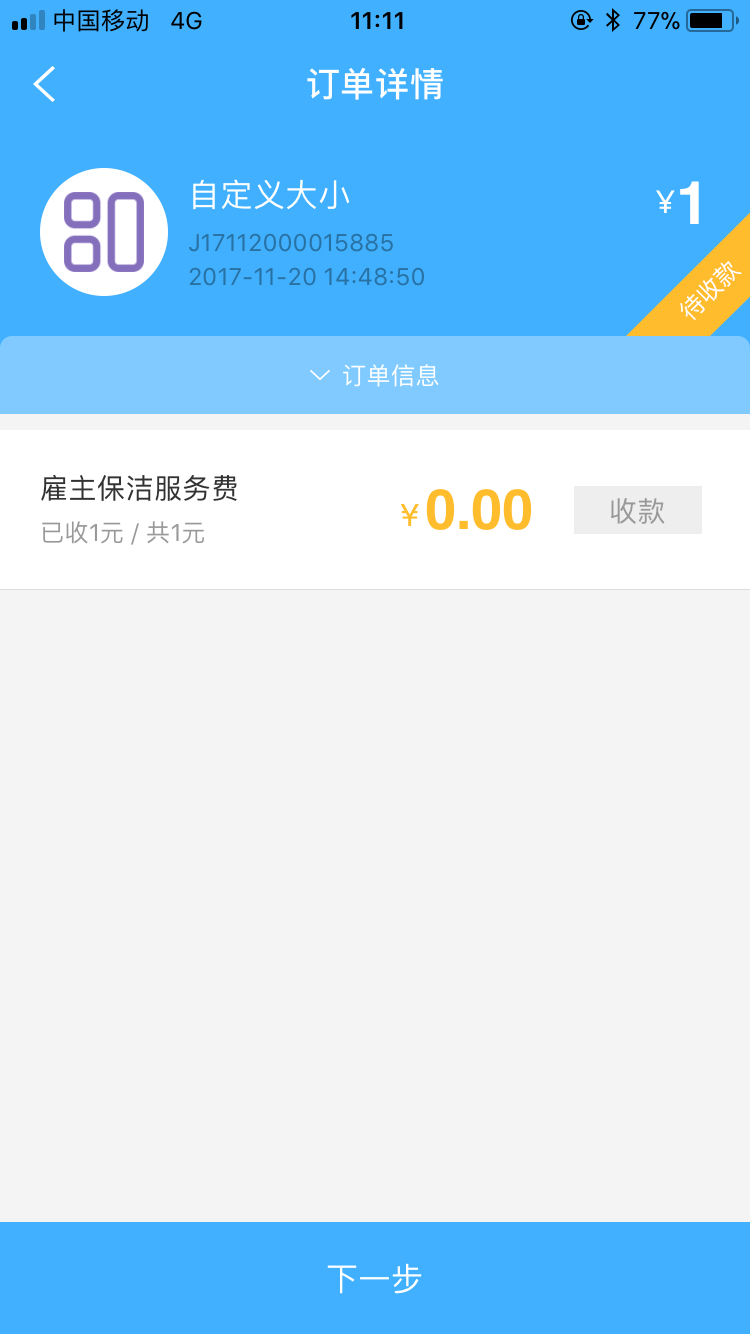 中国移动 4G 11:11 77%
订单详情
自定义大小
¥1
J17112000015885
2017-11-20 14:48:50
待收款
订单信息
雇主保洁服务费
已收1元 / 共1元
¥0.00
收款
下一步